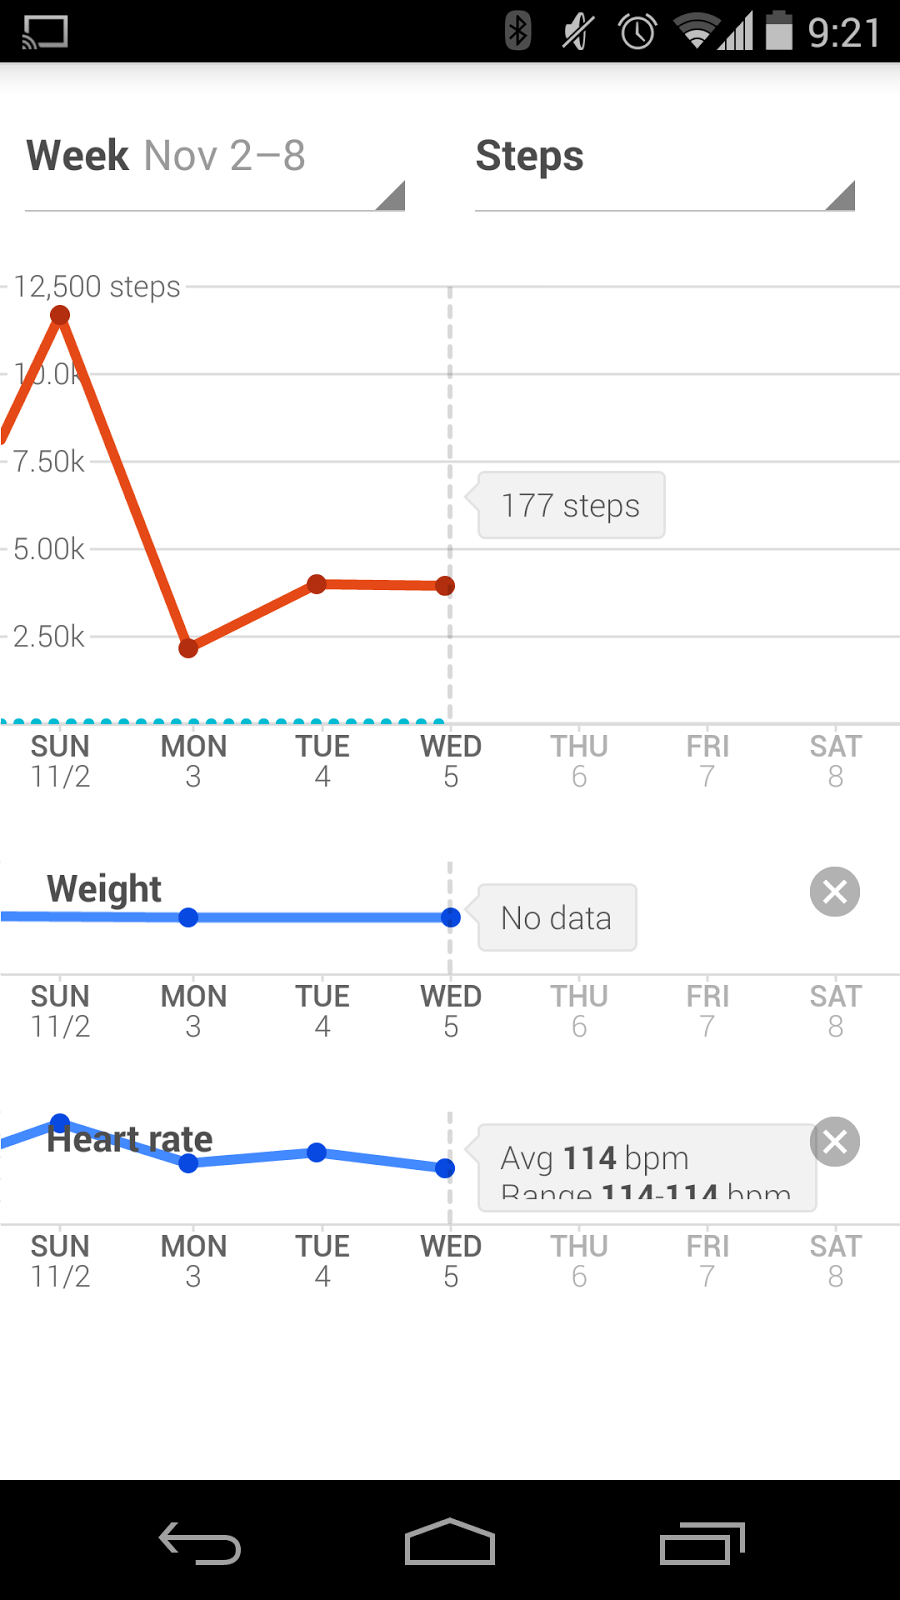 9:21
Week Nov 2–8
Steps
12,500 steps
10.0k
7.50k
177 steps
5.00k
2.50k
SUN MON TUE WED THU FRI SAT
11/2 3 4 5 6 7 8
Weight
No data
SUN MON TUE WED THU FRI SAT
11/2 3 4 5 6 7 8
Heart rate
Avg 114 bpm
Range 114-114 bpm
SUN MON TUE WED THU FRI SAT
11/2 3 4 5 6 7 8